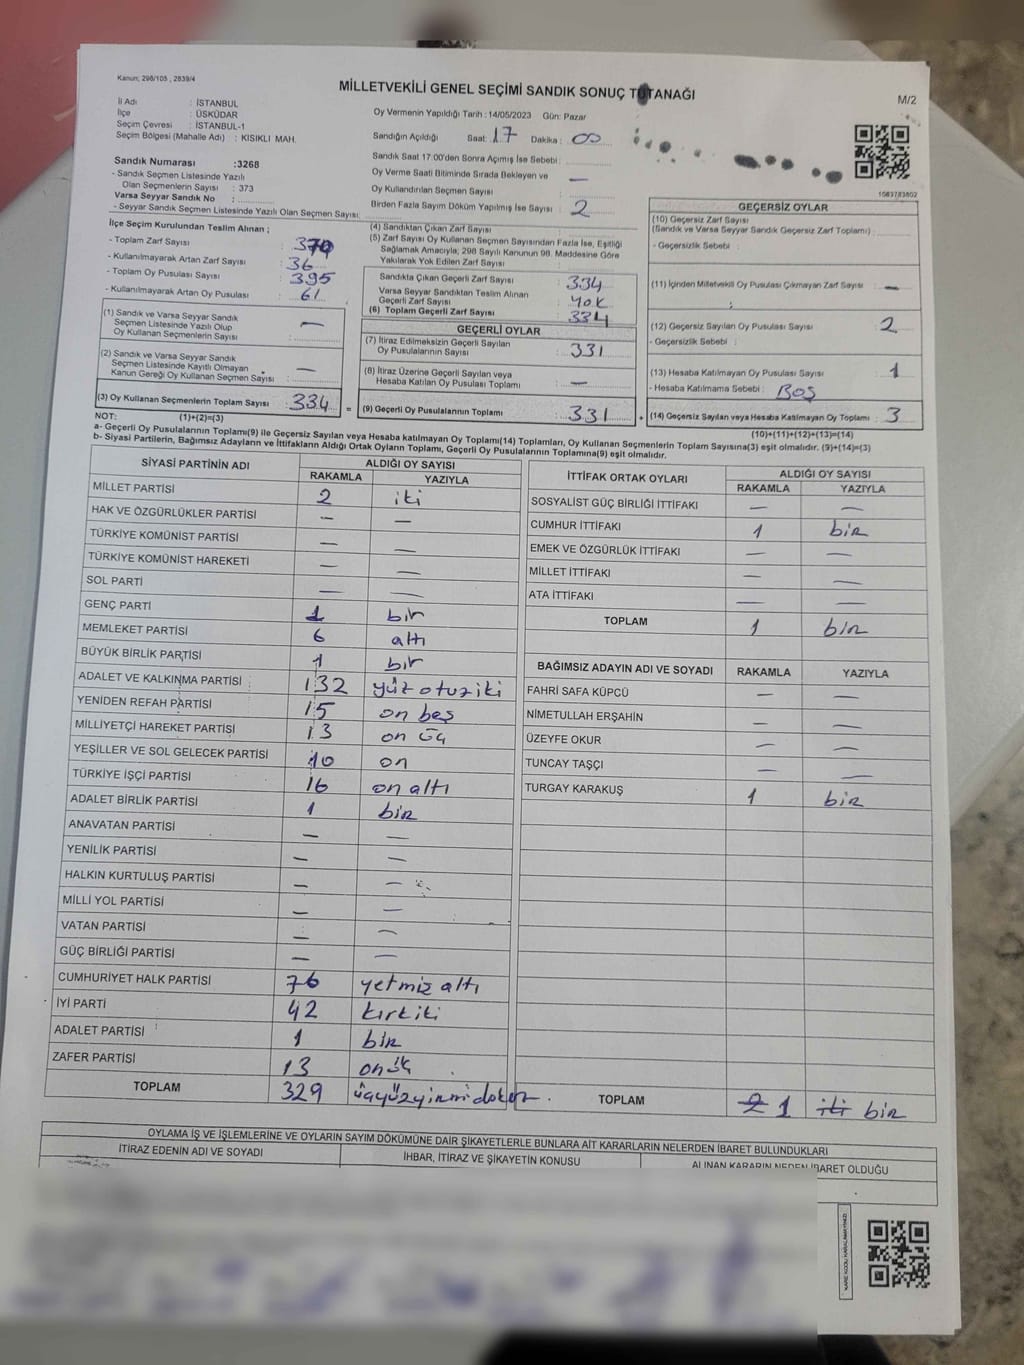 Kanun; 298/105 ; 2839/4
MİLLETVEKİLİ GENEL SEÇİMİ SANDIK SONUÇ TUTANAĞI
M/2
İl Adı : İSTANBUL
İlçe : ÜSKÜDAR
Seçim Çevresi : İSTANBUL-1
Seçim Bölgesi (Mahalle Adı) : KISIKLI MAH.
Oy Vermenin Yapıldığı Tarih : 14/05/2023 Gün: Pazar
Sandığın Açıldığı Saat: 17 Dakika : 00
Sandık Saat 17:00'den Sonra Açımış İse Sebebi :
Oy Verme Saati Bitiminde Sırada Bekleyen ve
Oy Kullandırılan Seçmen Sayısı : —
Birden Fazla Sayım Döküm Yapılmış İse Sayısı : 2
Sandık Numarası : 3268
- Sandık Seçmen Listesinde Yazılı
Olan Seçmenlerin Sayısı : 373
Varsa Seyyar Sandık No :
- Seyyar Sandık Seçmen Listesinde Yazılı Olan Seçmen Sayısı:
İlçe Seçim Kurulundan Teslim Alınan ;
- Toplam Zarf Sayısı : 370
- Kullanılmayarak Artan Zarf Sayısı : 36
- Toplam Oy Pusulası Sayısı : 395
- Kullanılmayarak Artan Oy Pusulası : 61
(1) Sandık ve Varsa Seyyar Sandık
Seçmen Listesinde Yazılı Olup
Oy Kullanan Seçmenlerin Sayısı : —
(2) Sandık ve Varsa Seyyar Sandık
Seçmen Listesinde Kayıtlı Olmayan
Kanun Gereği Oy Kullanan Seçmen Sayısı : —
(3) Oy Kullanan Seçmenlerin Toplam Sayısı : 334
(4) Sandıktan Çıkan Zarf Sayısı :
(5) Zarf Sayısı Oy Kullanan Seçmen Sayısından Fazla İse, Eşitliği
Sağlamak Amacıyla; 298 Sayılı Kanunun 98. Maddesine Göre
Yakılarak Yok Edilen Zarf Sayısı :
Sandıkta Çıkan Geçerli Zarf Sayısı : 334
Varsa Seyyar Sandıktan Teslim Alınan
Geçerli Zarf Sayısı : Yok
(6) Toplam Geçerli Zarf Sayısı : 334
GEÇERLİ OYLAR
(7) İtiraz Edilmeksizin Geçerli Sayılan
Oy Pusulalarının Sayısı : 331
(8) İtiraz Üzerine Geçerli Sayılan veya
Hesaba Katılan Oy Pusulası Toplamı : —
= (9) Geçerli Oy Pusulalarının Toplamı : 331
1083783802
GEÇERSİZ OYLAR
(10) Geçersiz Zarf Sayısı
(Sandık ve Varsa Seyyar Sandık Geçersiz Zarf Toplamı) :
- Geçersizlik Sebebi :
(11) İçinden Milletvekili Oy Pusulası Çıkmayan Zarf Sayısı : —
(12) Geçersiz Sayılan Oy Pusulası Sayısı : 2
- Geçersizlik Sebebi :
(13) Hesaba Katılmayan Oy Pusulası Sayısı : 1
- Hesaba Katılmama Sebebi : BOŞ
+ (14) Geçersiz Sayılan veya Hesaba Katılmayan Oy Toplamı : 3
NOT: (1)+(2)=(3) (10)+(11)+(12)+(13)=(14)
a- Geçerli Oy Pusulalarının Toplamı(9) ile Geçersiz Sayılan veya Hesaba katılmayan Oy Toplamı(14) Toplamları, Oy Kullanan Seçmenlerin Toplam Sayısına(3) eşit olmalıdır. (9)+(14)=(3)
b- Siyasi Partilerin, Bağımsız Adayların ve İttifakların Aldığı Ortak Oyların Toplamı, Geçerli Oy Pusulalarının Toplamına(9) eşit olmalıdır.
SİYASİ PARTİNİN ADI ALDIĞI OY SAYISI
RAKAMLA YAZIYLA
MİLLET PARTİSİ 2 iki
HAK VE ÖZGÜRLÜKLER PARTİSİ — —
TÜRKİYE KOMÜNİST PARTİSİ — —
TÜRKİYE KOMÜNİST HAREKETİ — —
SOL PARTİ — —
GENÇ PARTİ 1 bir
MEMLEKET PARTİSİ 6 altı
BÜYÜK BİRLİK PARTİSİ 1 bir
ADALET VE KALKINMA PARTİSİ 132 yüz otuz iki
YENİDEN REFAH PARTİSİ 15 on beş
MİLLİYETÇİ HAREKET PARTİSİ 13 on üç
YEŞİLLER VE SOL GELECEK PARTİSİ 10 on
TÜRKİYE İŞÇİ PARTİSİ 16 on altı
ADALET BİRLİK PARTİSİ 1 bir
ANAVATAN PARTİSİ — —
YENİLİK PARTİSİ — —
HALKIN KURTULUŞ PARTİSİ — —
MİLLİ YOL PARTİSİ — —
VATAN PARTİSİ — —
GÜÇ BİRLİĞİ PARTİSİ — —
CUMHURİYET HALK PARTİSİ 76 yetmiş altı
İYİ PARTİ 42 kırk iki
ADALET PARTİSİ 1 bir
ZAFER PARTİSİ 13 on üç
TOPLAM 329 üçyüzyirmi dokuz
İTTİFAK ORTAK OYLARI ALDIĞI OY SAYISI
RAKAMLA YAZIYLA
SOSYALİST GÜÇ BİRLİĞİ İTTİFAKI — —
CUMHUR İTTİFAKI 1 bir
EMEK VE ÖZGÜRLÜK İTTİFAKI — —
MİLLET İTTİFAKI — —
ATA İTTİFAKI — —
TOPLAM 1 bir
BAĞIMSIZ ADAYIN ADI VE SOYADI RAKAMLA YAZIYLA
FAHRİ SAFA KÜPCÜ — —
NİMETULLAH ERŞAHİN — —
ÜZEYFE OKUR — —
TUNCAY TAŞÇI — —
TURGAY KARAKUŞ 1 bir
TOPLAM 2 1 iki bir
OYLAMA İŞ VE İŞLEMLERİNE VE OYLARIN SAYIM DÖKÜMÜNE DAİR ŞİKAYETLERLE BUNLARA AİT KARARLARIN NELERDEN İBARET BULUNDUKLARI
İTİRAZ EDENİN ADI VE SOYADI İHBAR, İTİRAZ VE ŞİKAYETİN KONUSU ALINAN KARARIN NEDEN İBARET OLDUĞU
KARE KODU KARALAMAYINIZ!